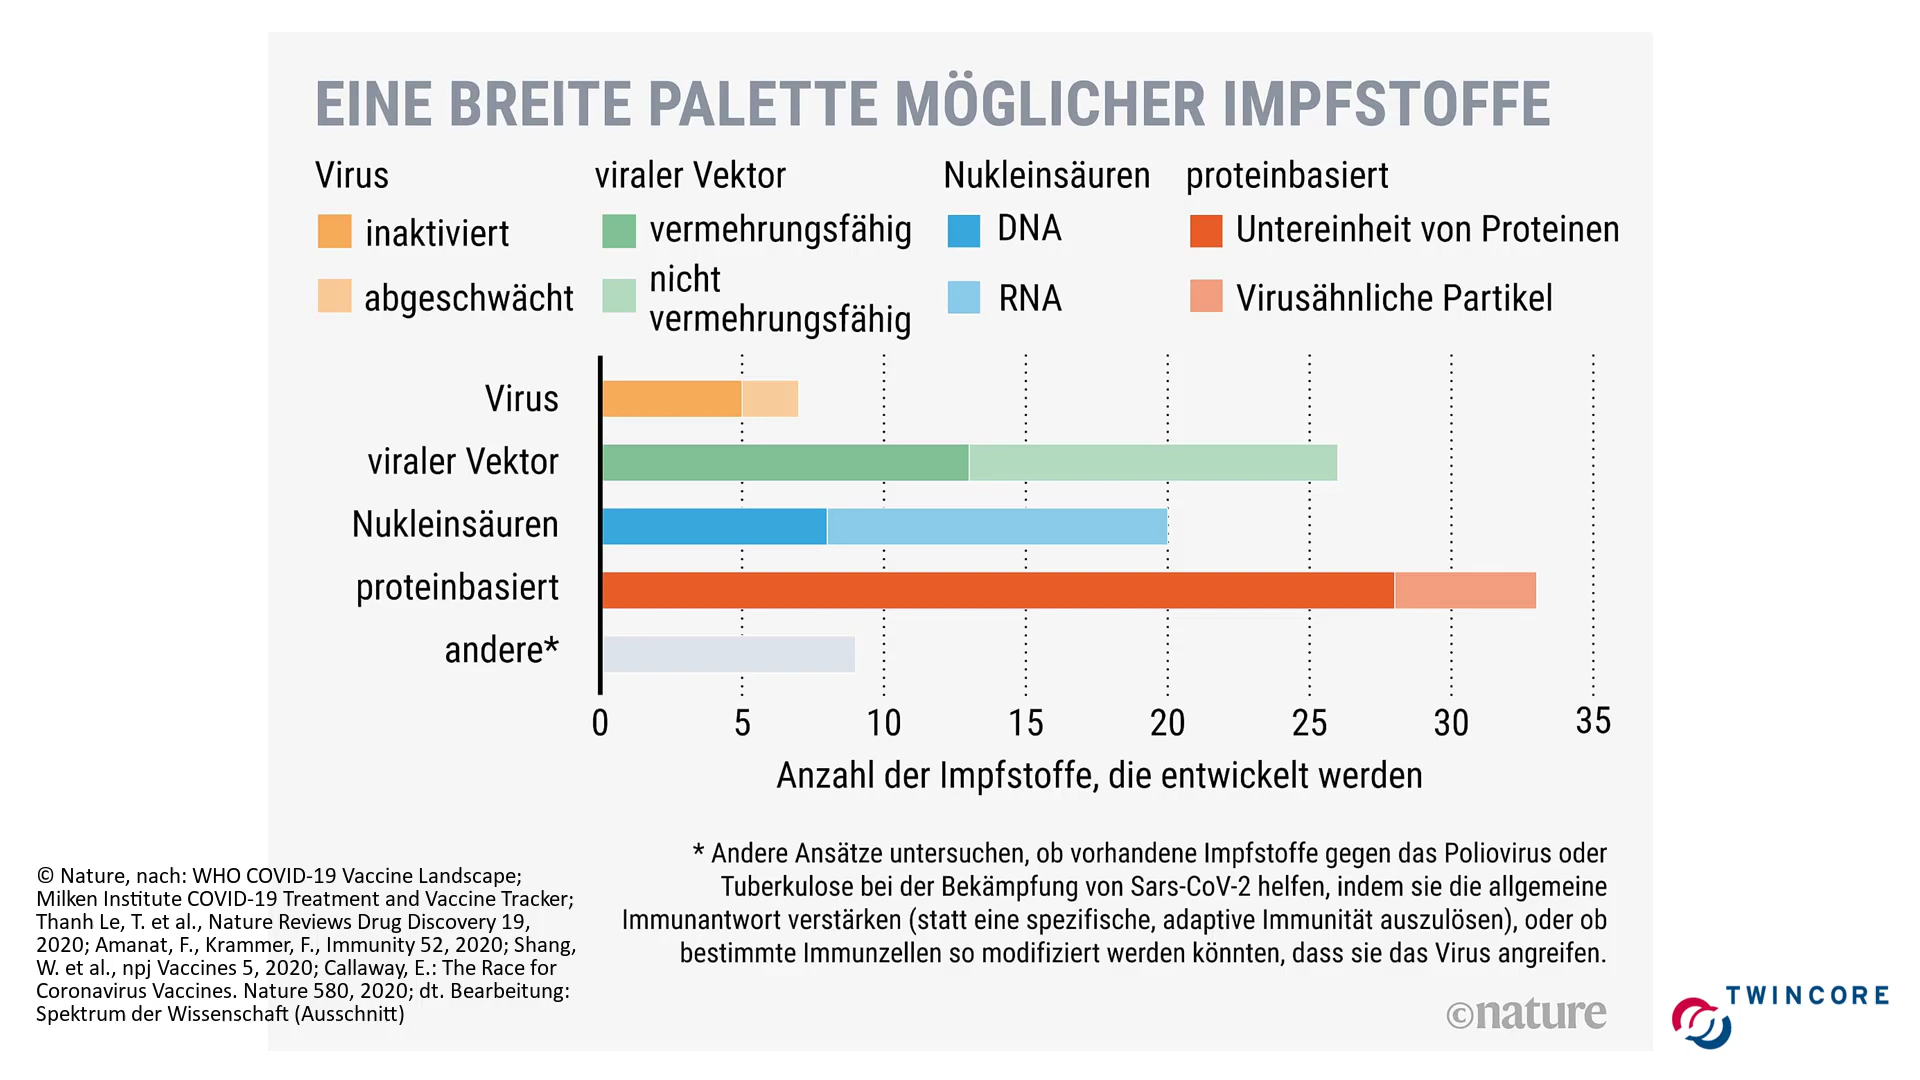 EINE BREITE PALETTE MÖGLICHER IMPFSTOFFE
Virus
inaktiviert
abgeschwächt
viraler Vektor
vermehrungsfähig
nicht
vermehrungsfähig
Nukleinsäuren
DNA
RNA
proteinbasiert
Untereinheit von Proteinen
Virusähnliche Partikel
Virus
viraler Vektor
Nukleinsäuren
proteinbasiert
andere*
0 5 10 15 20 25 30 35
Anzahl der Impfstoffe, die entwickelt werden
* Andere Ansätze untersuchen, ob vorhandene Impfstoffe gegen das Poliovirus oder
Tuberkulose bei der Bekämpfung von Sars-CoV-2 helfen, indem sie die allgemeine
Immunantwort verstärken (statt eine spezifische, adaptive Immunität auszulösen), oder ob
bestimmte Immunzellen so modifiziert werden könnten, dass sie das Virus angreifen.
© Nature, nach: WHO COVID-19 Vaccine Landscape;
Milken Institute COVID-19 Treatment and Vaccine Tracker;
Thanh Le, T. et al., Nature Reviews Drug Discovery 19,
2020; Amanat, F., Krammer, F., Immunity 52, 2020; Shang,
W. et al., npj Vaccines 5, 2020; Callaway, E.: The Race for
Coronavirus Vaccines. Nature 580, 2020; dt. Bearbeitung:
Spektrum der Wissenschaft (Ausschnitt)
©nature
TWINCORE